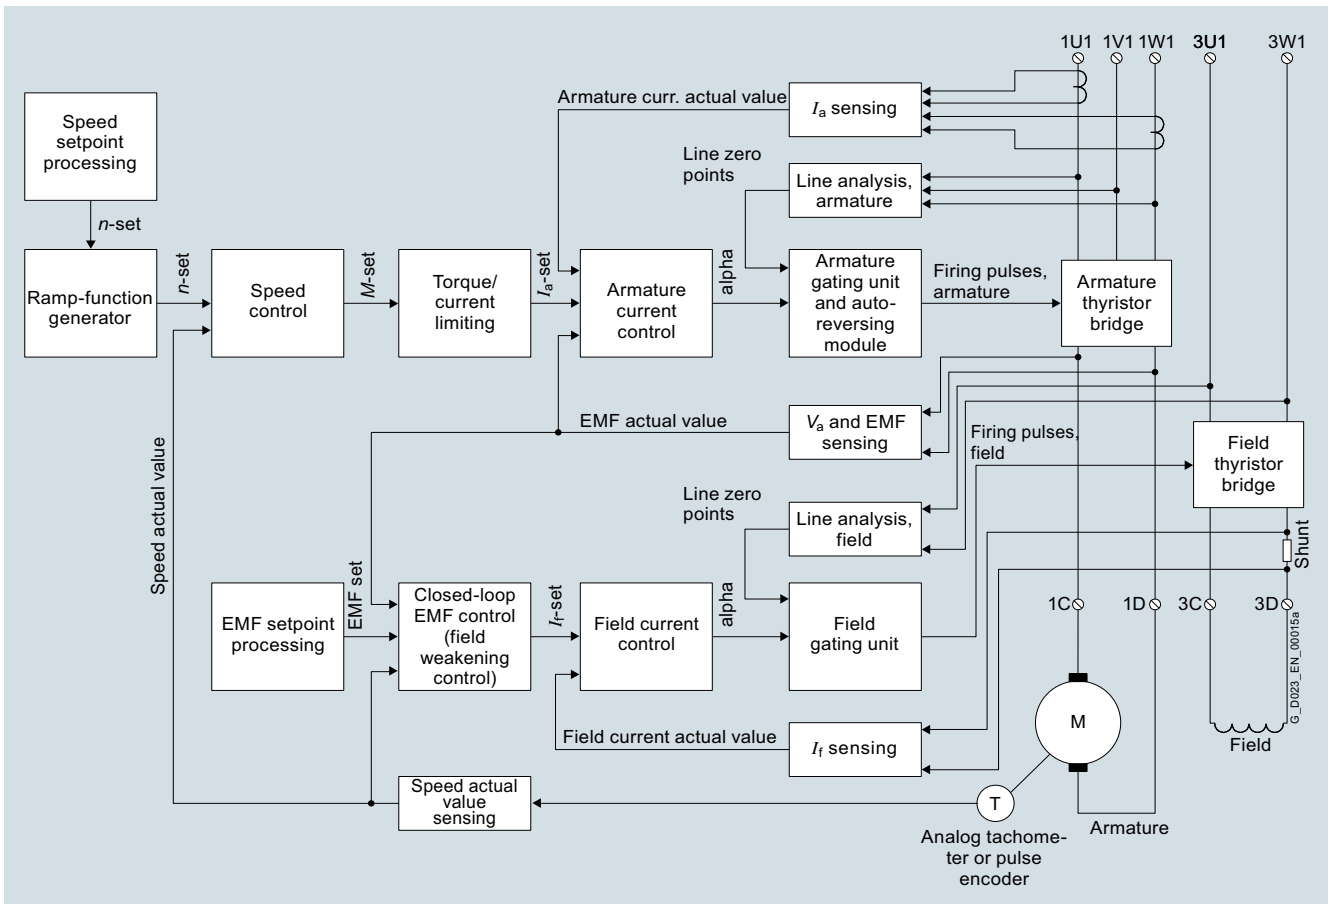 1U1
1V1
1W1
3U1
3W1
Speed
setpoint
processing
Armature curr. actual value
Ia sensing
Line zero
points
Line analysis,
armature
n-set
Ramp-function
generator
n-set
Speed
control
M-set
Torque/
current
limiting
Ia-set
Armature
current
control
alpha
Armature
gating unit
and auto-
reversing
module
Firing pulses,
armature
Armature
thyristor
bridge
EMF actual value
Va and EMF
sensing
Firing pulses,
field
Field
thyristor
bridge
Speed actual value
Line zero
points
Line analysis,
field
Shunt
EMF setpoint
processing
EMF set
Closed-loop
EMF control
(field
weakening
control)
If-set
Field current
control
alpha
Field
gating unit
1C
1D
3C
3D
G_D023_EN_00015a
Field current actual value
If sensing
M
Field
Speed actual
value
sensing
T
Armature
Analog tachome-
ter or pulse
encoder